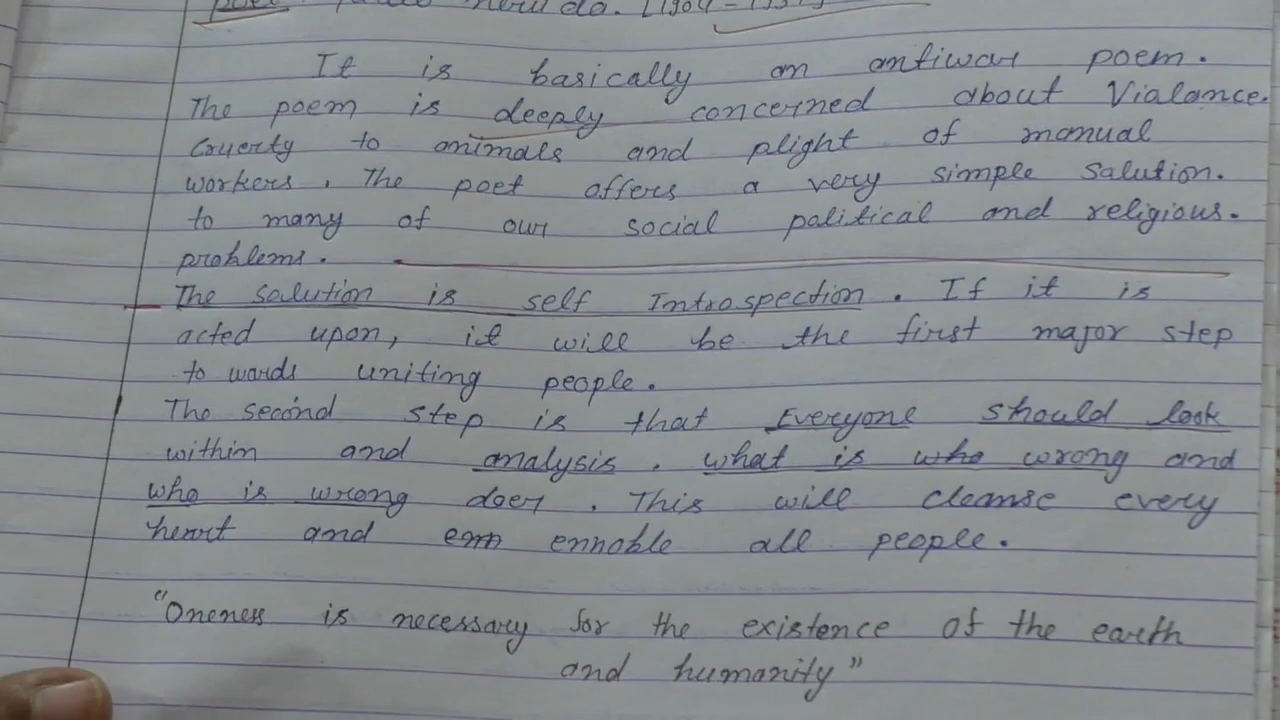 It is basically an antiwar poem.
The poem is deeply concerned about Vialance.
Cruerty to animals and plight of manual
workers. The poet offers a very simple salution.
to many of our social political and religious.
problems.
The salution is self Introspection. If it is
acted upon, it will be the first major step
to wards uniting people.
The second step is that Everyone should look
within and analysis. what is who wrong and
who is wrong doer. This will cleanse every
heart and enn ennoble all people.
"Oneness is necessary for the existence of the earth
and humanity"